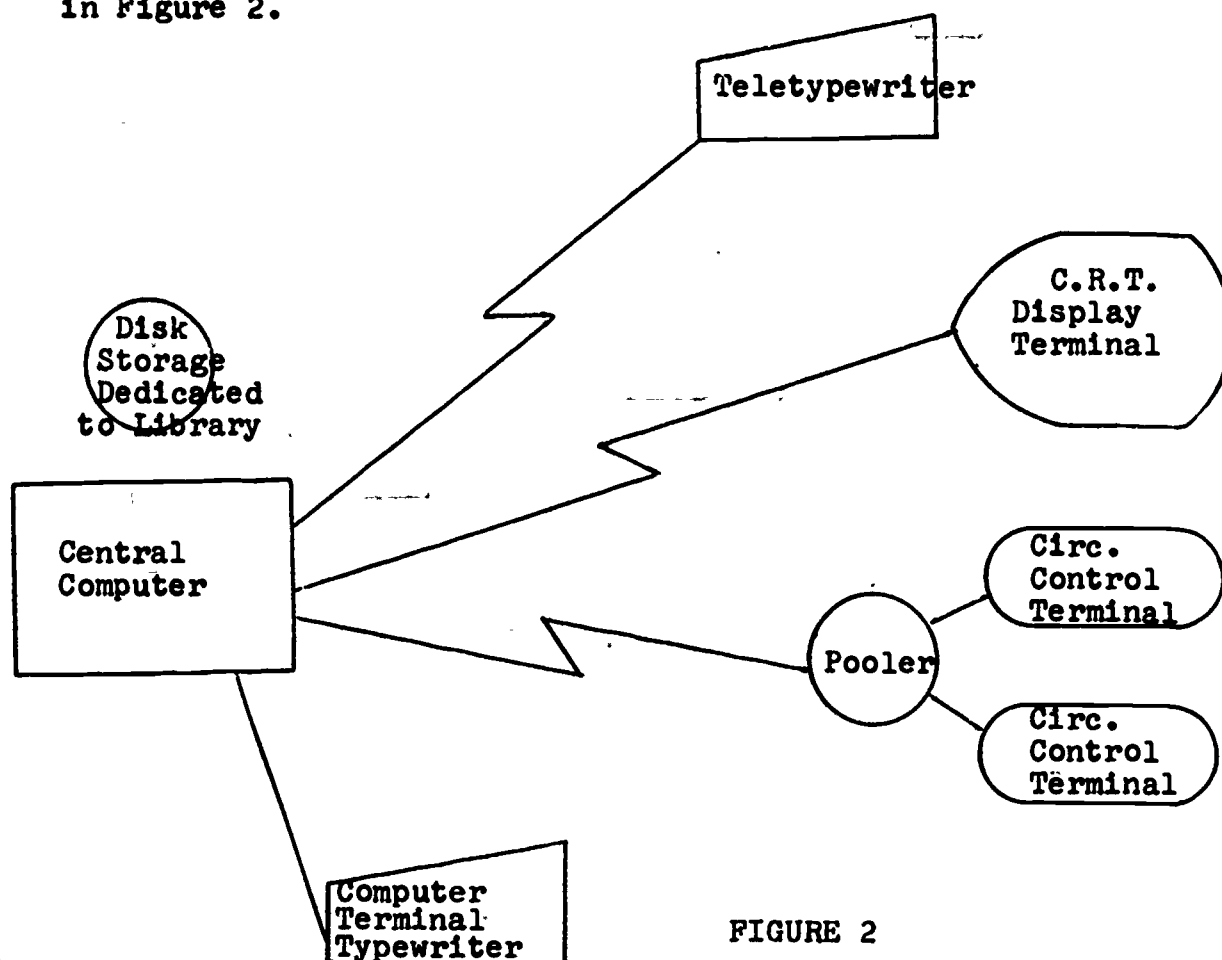 in Figure 2.
Teletypewriter
C.R.T.
Display
Terminal
Disk
Storage
Dedicated
to Library
Central
Computer
Circ.
Control
Terminal
Pooler
Circ.
Control
Terminal
Computer
Terminal
Typewriter
FIGURE 2